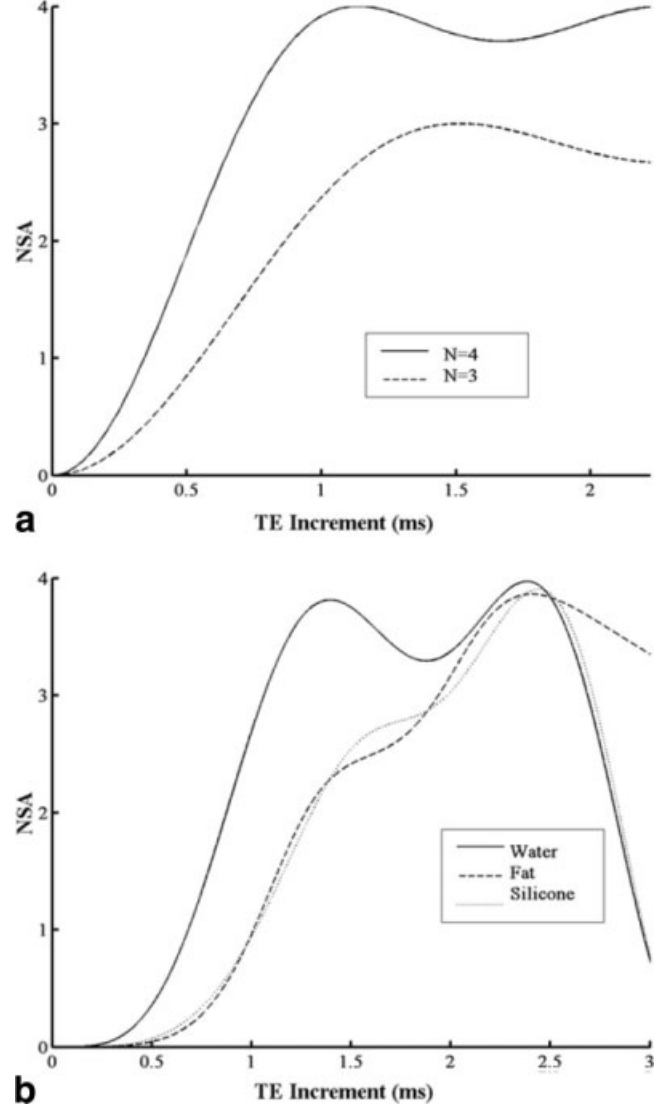 4
3
NSA
2
N=4
1
N=3
0
0 0.5 1 1.5 2
a
TE Increment (ms)
4
3
NSA
2
Water
Fat
1
Silicone
0
0 0.5 1 1.5 2 2.5 3
b
TE Increment (ms)